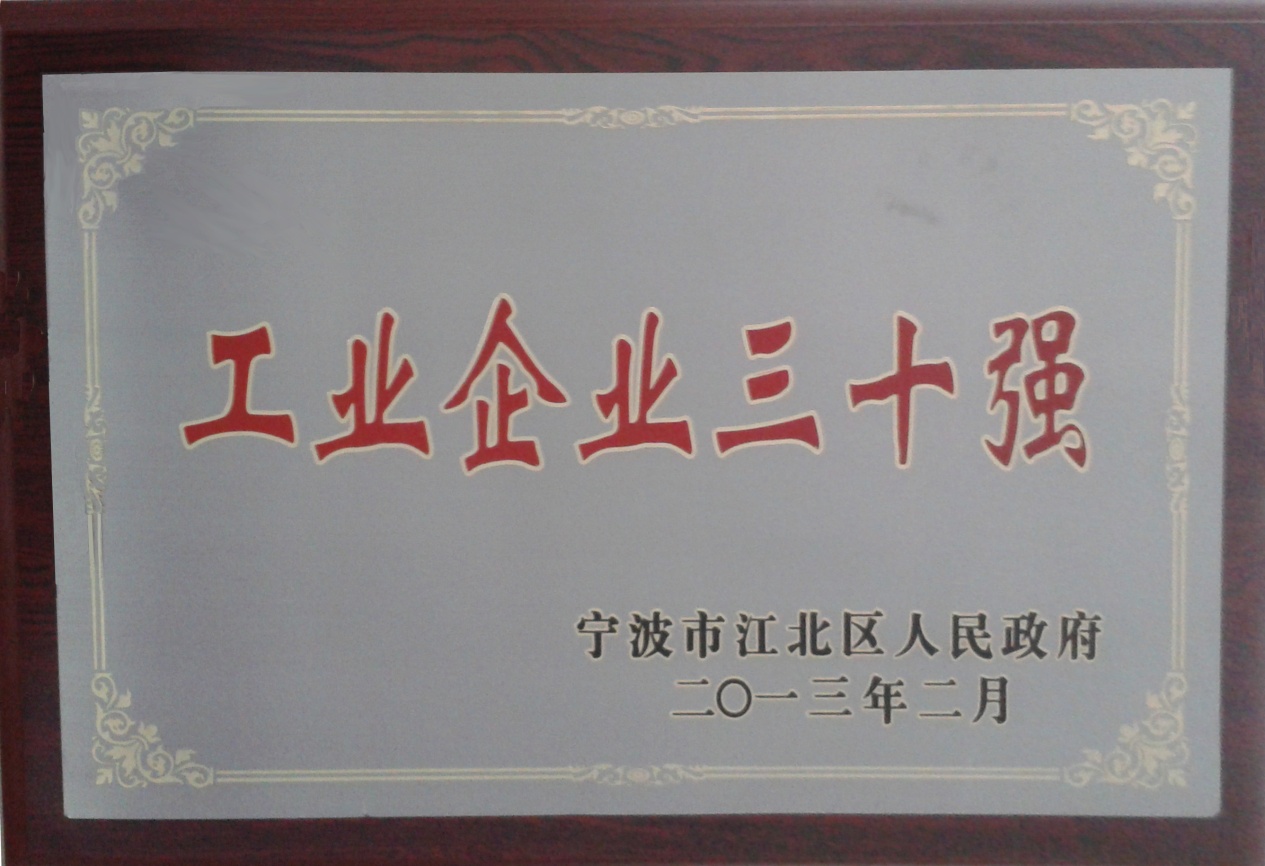 工业企业三十强
宁波市江北区人民政府
二〇一三年二月